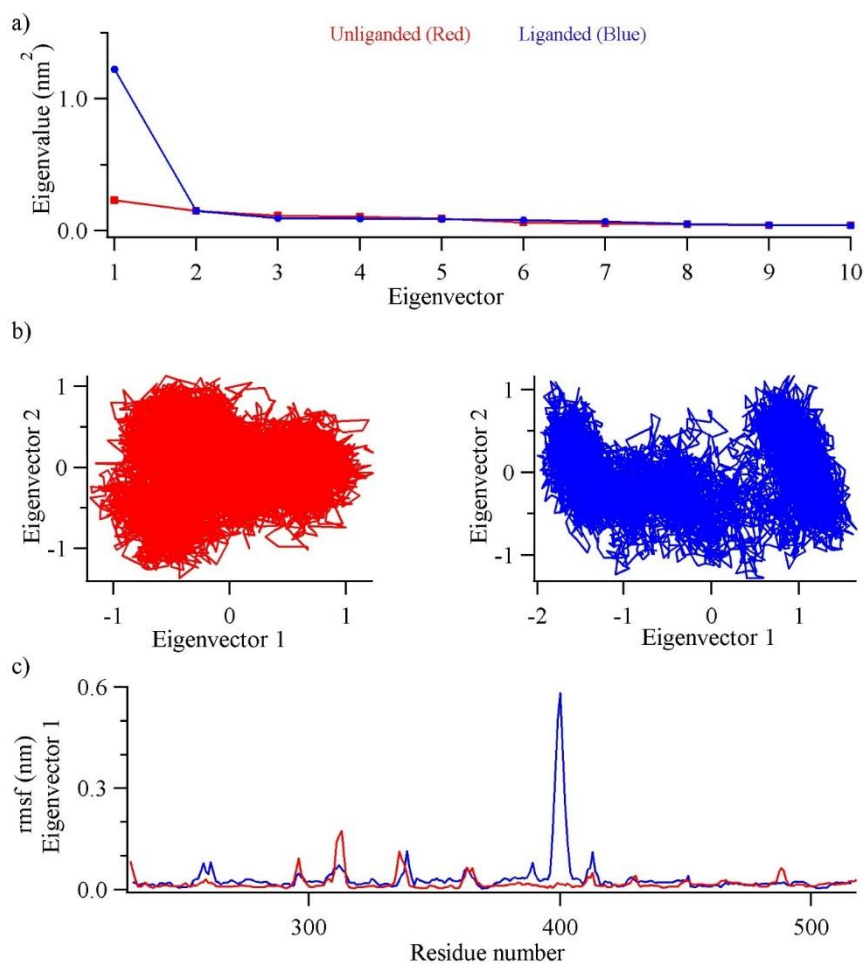 a)
Unliganded (Red) Liganded (Blue)
Eigenvalue (nm²)
1.0
0.0
1 2 3 4 5 6 7 8 9 10
Eigenvector
b)
Eigenvector 2
1
0
-1
-1 0 1
Eigenvector 1
Eigenvector 2
1
0
-1
-2 -1 0 1
Eigenvector 1
c)
rmsf (nm)
Eigenvector 1
0.6
0.3
0.0
300 400 500
Residue number